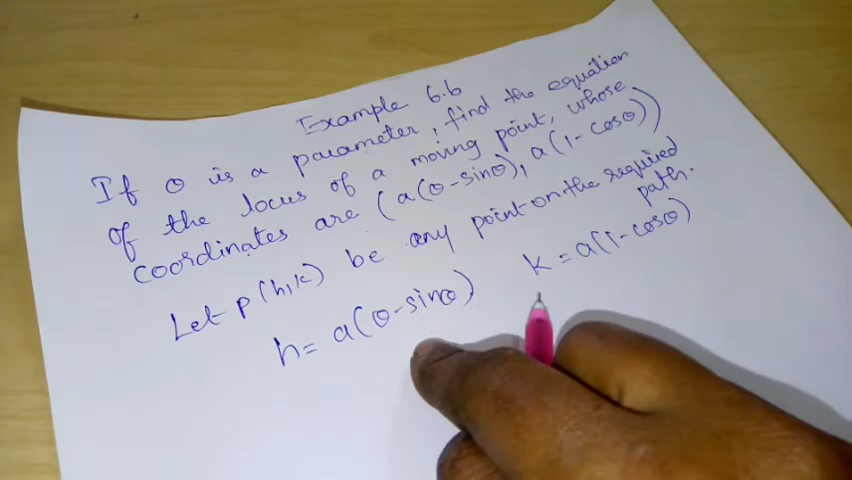 Example 6.6
If θ is a parameter, find the equation
of the locus of a moving point, whose
coordinates are (a(θ-sinθ), a(1-cosθ))
Let P(h,k) be any point on the required
path.
h = a(θ-sinθ) k = a(1-cosθ)